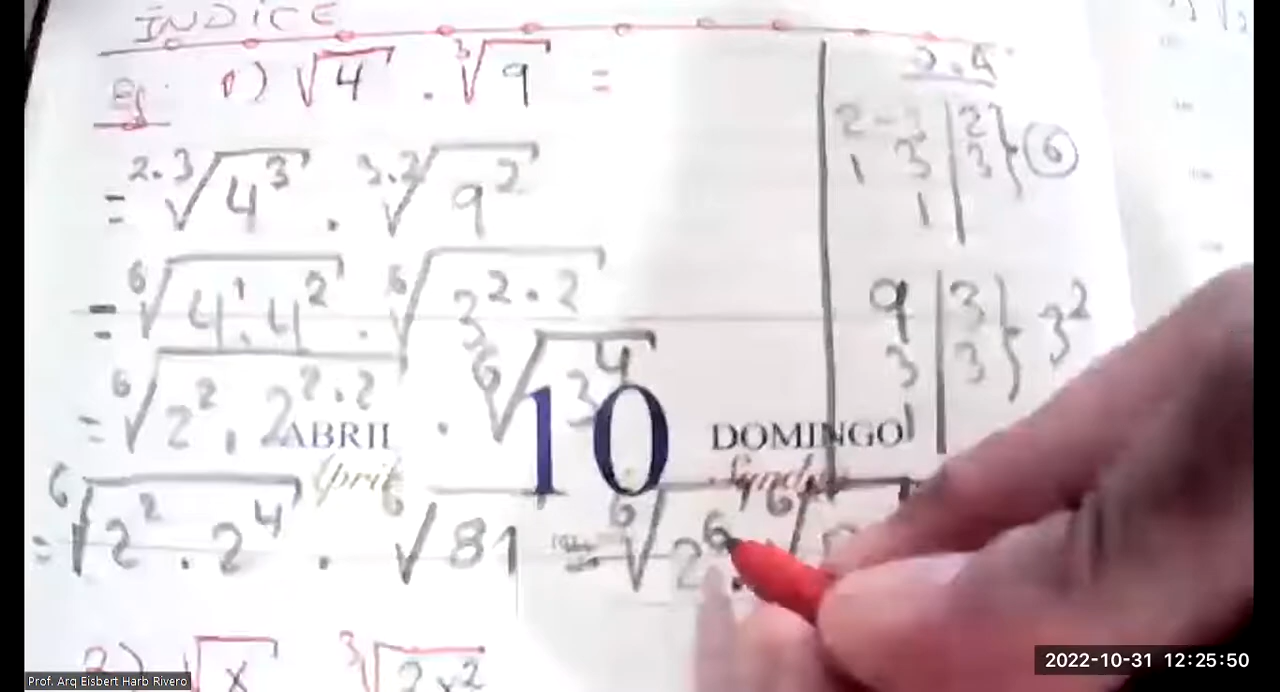 INDICE
Ej: 1) √4 · ³√9 =
= ²·³√4³ · ³·²√9²
= ⁶√4¹·4² · ⁶√3²·²
= ⁶√2² · 2²·² · ⁶√3⁴
= ⁶√2² · 2⁴ · ⁶√81 = ⁶√2⁶ · ⁶√
2) √x ³√2x²
2 - 3 | 2
1 3 | 3 } 6
1 |
9 | 3
3 | 3 } 3²
1
ABRIL
April
10
DOMINGO
Sunday
Prof. Arq Eisbert Harb Rivero
2022-10-31 12:25:50